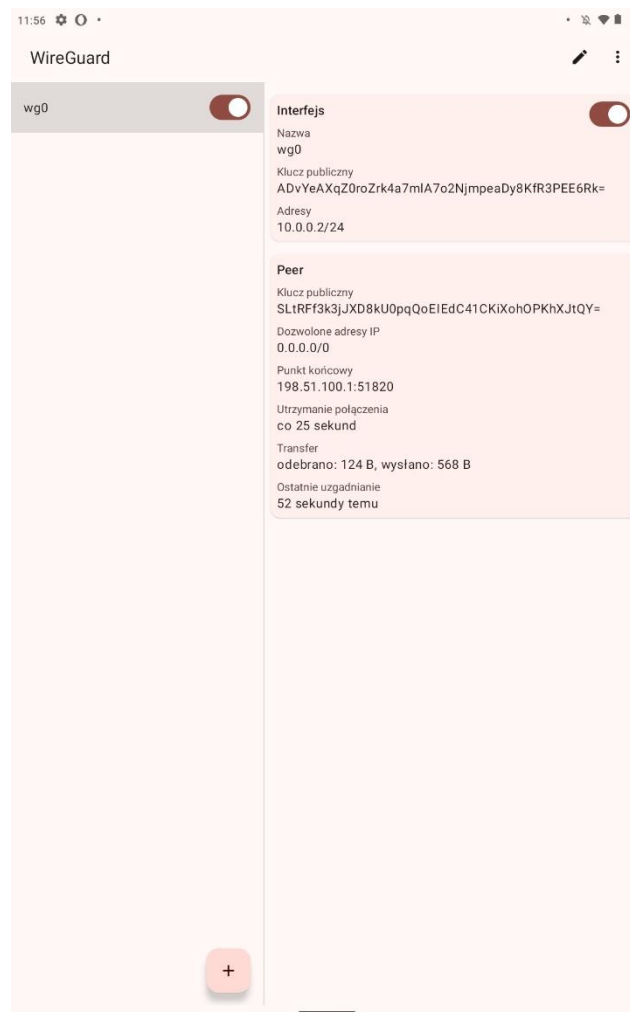 11:56
WireGuard
wg0
Interfejs
Nazwa
wg0
Klucz publiczny
ADvYeAXqZ0roZrk4a7mIA7o2NjmpeaDy8KfR3PEE6Rk=
Adresy
10.0.0.2/24
Peer
Klucz publiczny
SLtRFf3k3jJXD8kU0pqQoEIEdC41CKiXohOPKhXJtQY=
Dozwolone adresy IP
0.0.0.0/0
Punkt końcowy
198.51.100.1:51820
Utrzymanie połączenia
co 25 sekund
Transfer
odebrano: 124 B, wysłano: 568 B
Ostatnie uzgadnianie
52 sekundy temu